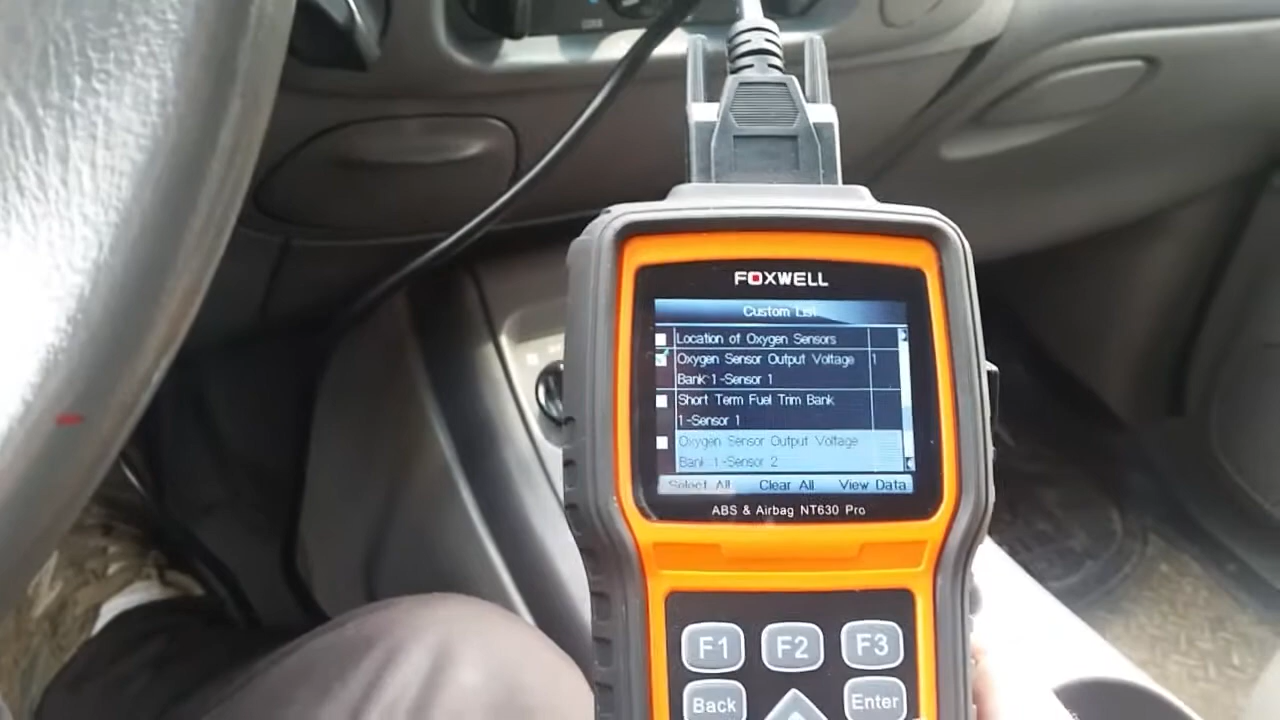 FOXWELL
Custom List
Location of Oxygen Sensors
Oxygen Sensor Output Voltage 1
Bank 1-Sensor 1
Short Term Fuel Trim Bank
1-Sensor 1
Oxygen Sensor Output Voltage
Bank 1-Sensor 2
Select All Clear All View Data
ABS & Airbag NT630 Pro
F1 F2 F3
Back Enter